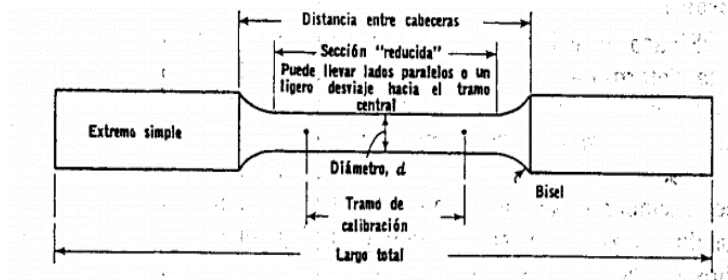 Distancia entre cabeceras
Sección "reducida"
Puede llevar lados paralelos o un
ligero desviaje hacia el tramo
central
Extremo simple
Diámetro, d
Bisel
Tramo de
calibración
Largo total